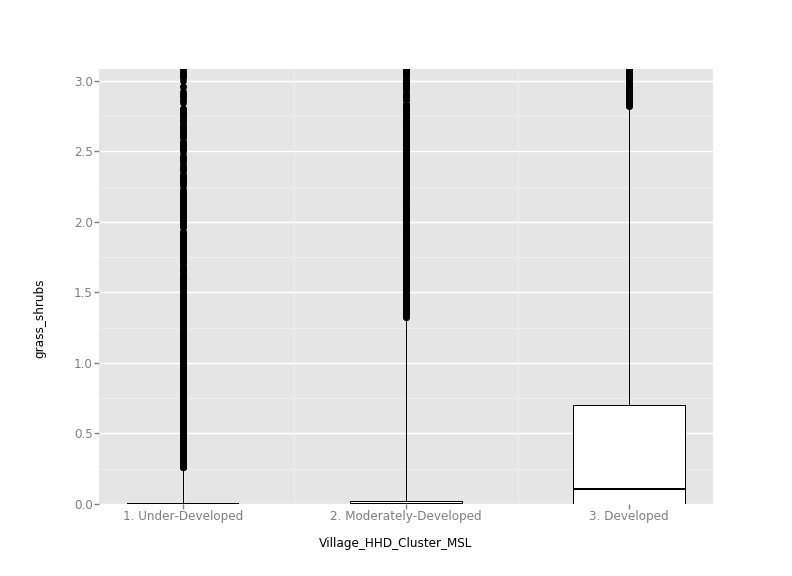 3.0
2.5
2.0
1.5
1.0
0.5
0.0
grass_shrubs
1. Under-Developed
2. Moderately-Developed
3. Developed
Village_HHD_Cluster_MSL